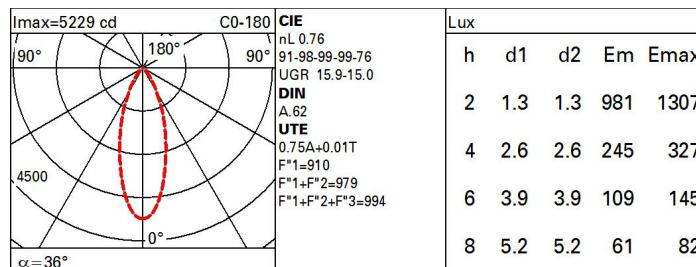 Imax=5229 cd C0-180
90° 180° 90°
4500
0°
α=36°
CIE
nL 0.76
91-98-99-99-76
UGR 15.9-15.0
DIN
A.62
UTE
0.75A+0.01T
F"1=910
F"1+F"2=979
F"1+F"2+F"3=994
Lux
h d1 d2 Em Emax
2 1.3 1.3 981 1307
4 2.6 2.6 245 327
6 3.9 3.9 109 145
8 5.2 5.2 61 82